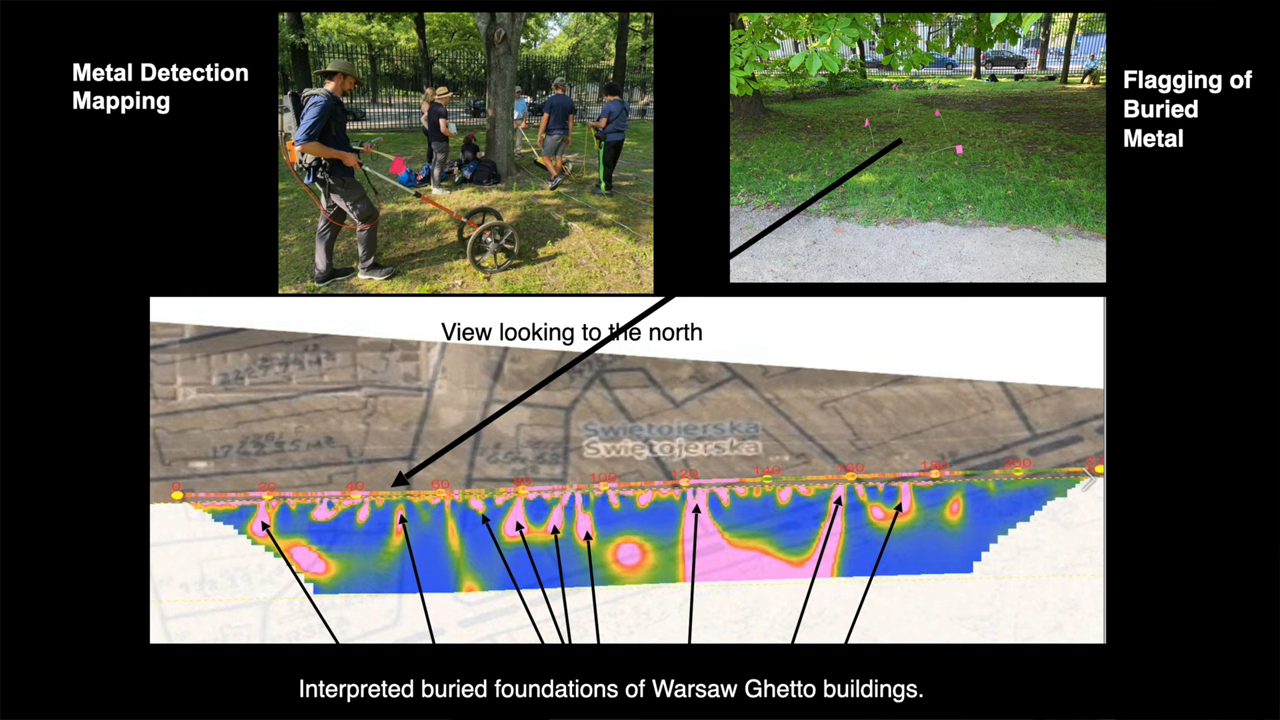 Metal Detection
Mapping
Flagging of
Buried
Metal
View looking to the north
Świętojerska
Świętojerska
0 20 40 60 80 100 120 140 160 180 200
Interpreted buried foundations of Warsaw Ghetto buildings.